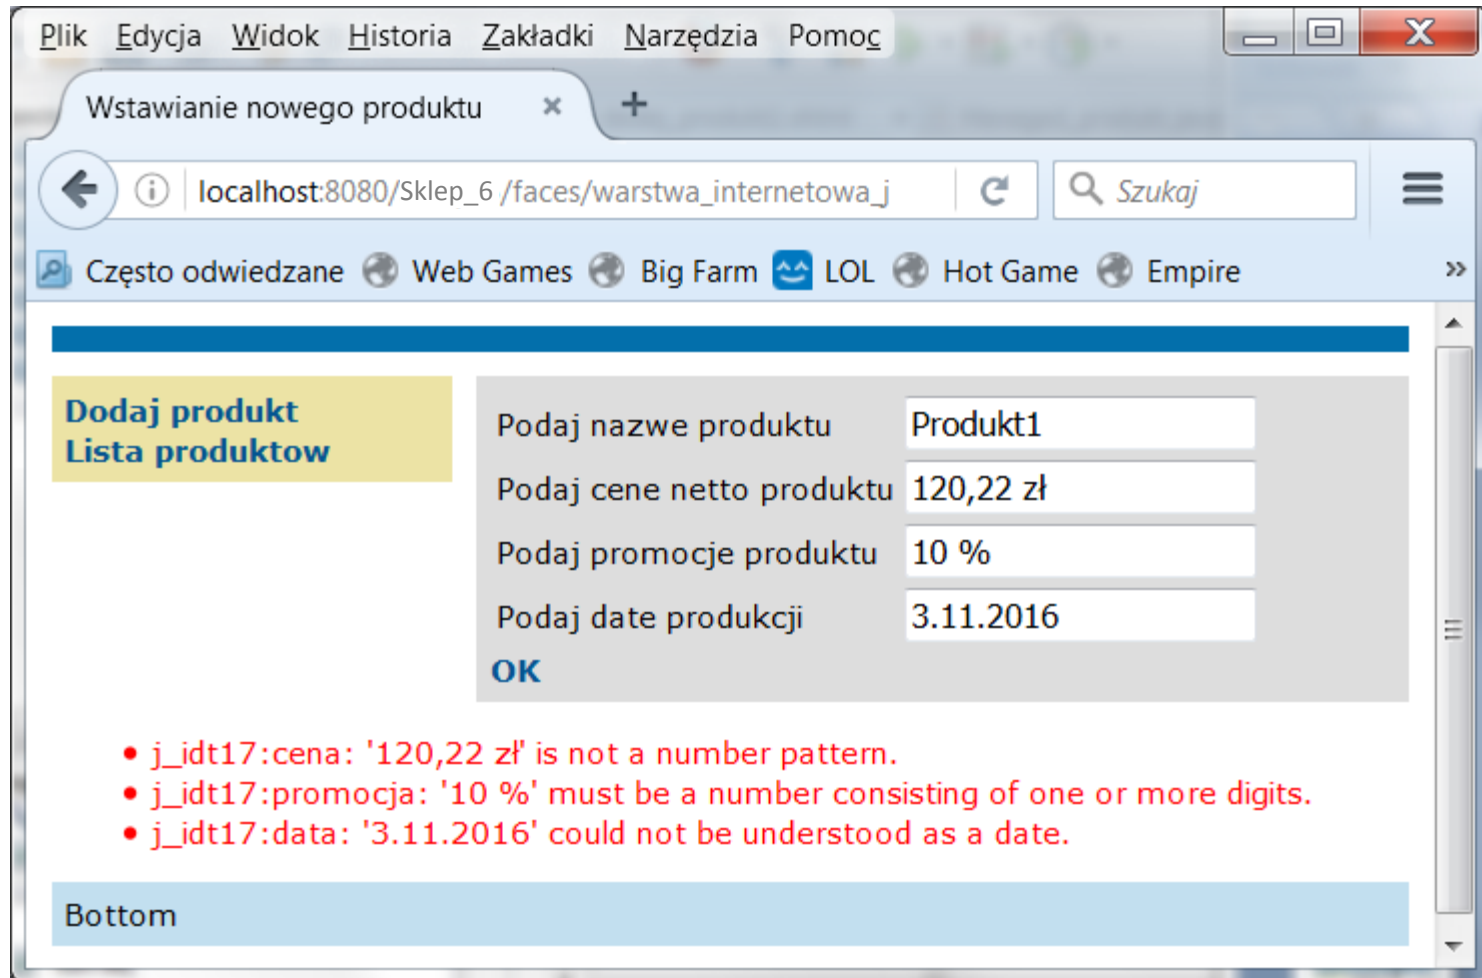 Plik Edycja Widok Historia Zakładki Narzędzia Pomoc
Wstawianie nowego produktu
localhost:8080/Sklep_6 /faces/warstwa_internetowa_j Szukaj
Często odwiedzane Web Games Big Farm LOL Hot Game Empire
Dodaj produkt
Lista produktow
Podaj nazwe produktu Produkt1
Podaj cene netto produktu 120,22 zł
Podaj promocje produktu 10 %
Podaj date produkcji 3.11.2016
OK
j_idt17:cena: '120,22 zł' is not a number pattern.
j_idt17:promocja: '10 %' must be a number consisting of one or more digits.
j_idt17:data: '3.11.2016' could not be understood as a date.
Bottom